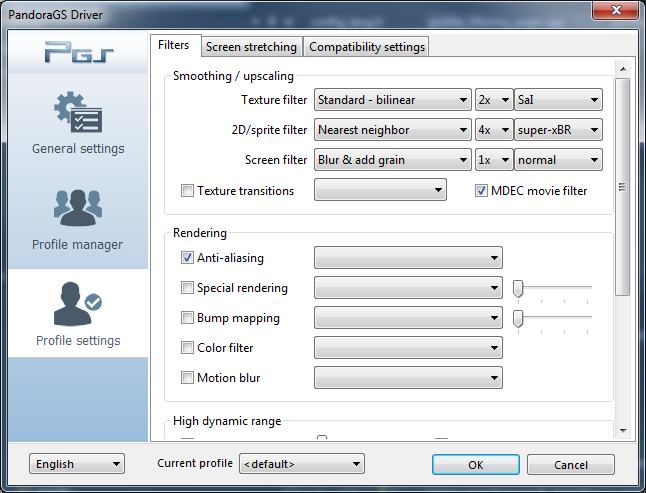 PandoraGS Driver
PGS
General settings
Profile manager
Profile settings
Filters Screen stretching Compatibility settings
Smoothing / upscaling
Texture filter Standard - bilinear 2x SaI
2D/sprite filter Nearest neighbor 4x super-xBR
Screen filter Blur & add grain 1x normal
Texture transitions MDEC movie filter
Rendering
Anti-aliasing
Special rendering
Bump mapping
Color filter
Motion blur
High dynamic range
English Current profile <default> OK Cancel